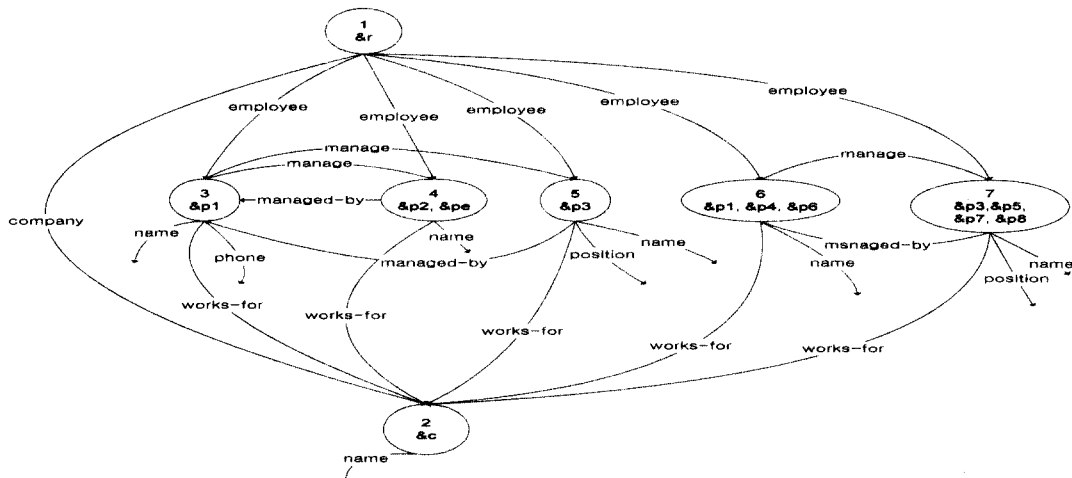 1
&r
employee
employee
employee
employee
employee
manage
manage
manage
3
&p1
managed-by
4
&p2, &pe
5
&p3
6
&p1, &p4, &p6
7
&p3,&p5,
&p7, &p8
company
name
phone
managed-by
name
position
name
msnaged-by
name
position
name
works-for
works-for
works-for
works-for
works-for
2
&c
name